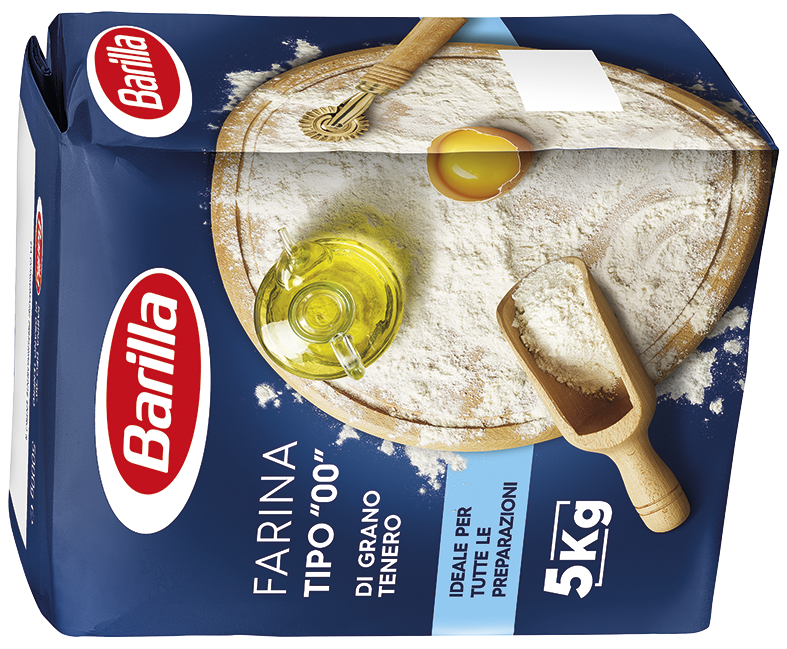 Barilla
Barilla
FARINA
TIPO "00"
DI GRANO
TENERO
IDEALE PER
TUTTE LE
PREPARAZIONI
5Kg